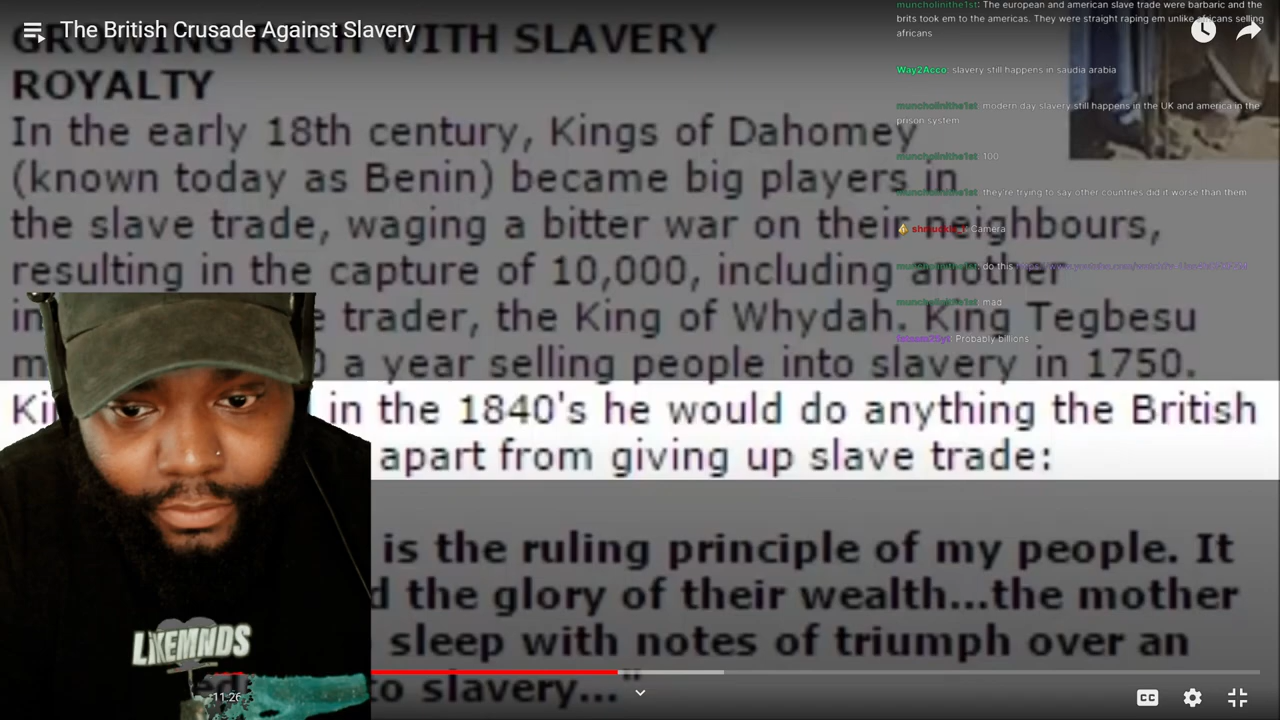 The British Crusade Against Slavery
GROWING RICH WITH SLAVERY
ROYALTY
In the early 18th century, Kings of Dahomey
(known today as Benin) became big players in
the slave trade, waging a bitter war on their neighbours,
resulting in the capture of 10,000, including another
trader, the King of Whydah. King Tegbesu
a year selling people into slavery in 1750.
in the 1840's he would do anything the British
apart from giving up slave trade:
is the ruling principle of my people. It
the glory of their wealth...the mother
sleep with notes of triumph over an
to slavery..."
muncholinithe1st: The european and american slave trade were barbaric and the
brits took em to the americas. They were straight raping em unlike africans selling
africans
Way2Acco: slavery still happens in saudia arabia
muncholinithe1st: modern day slavery still happens in the UK and america in the
prison system
muncholinithe1st: 100
muncholinithe1st: they're trying to say other countries did it worse than them
Camera
muncholinithe1st: do this
muncholinithe1st: mad
Probably billions
LIKEMNDS
11:26
CC